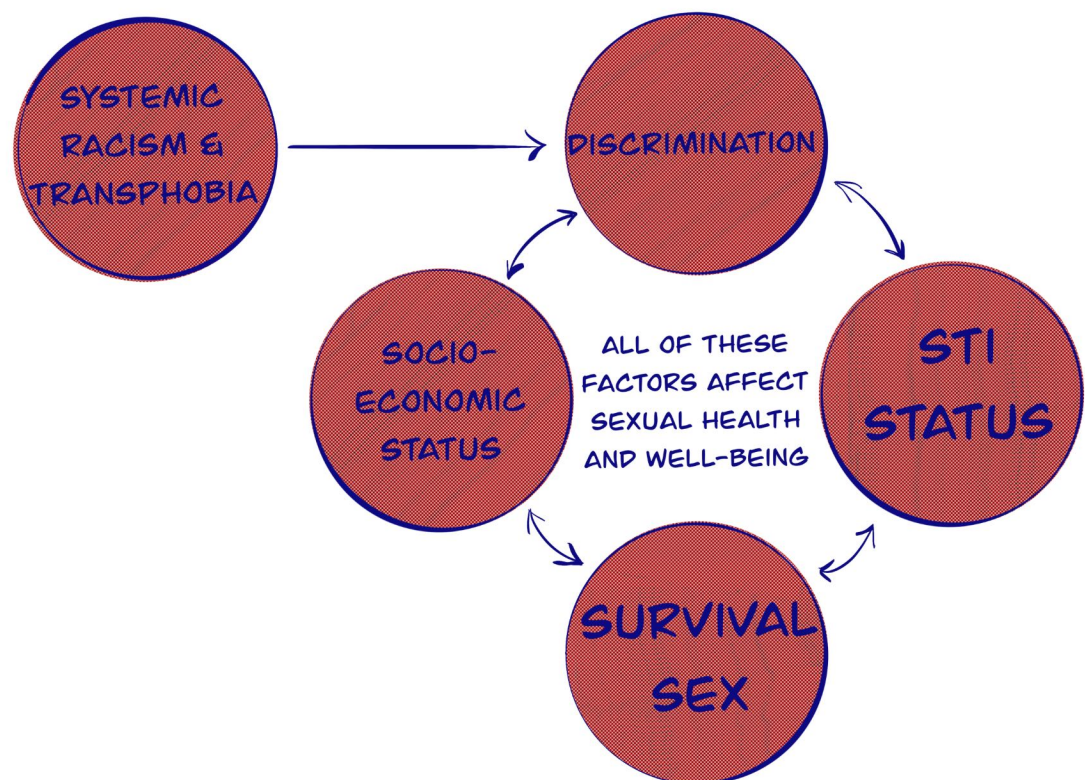 SYSTEMIC
RACISM &
TRANSPHOBIA
DISCRIMINATION
SOCIO-
ECONOMIC
STATUS
ALL OF THESE
FACTORS AFFECT
SEXUAL HEALTH
AND WELL-BEING
STI
STATUS
SURVIVAL
SEX